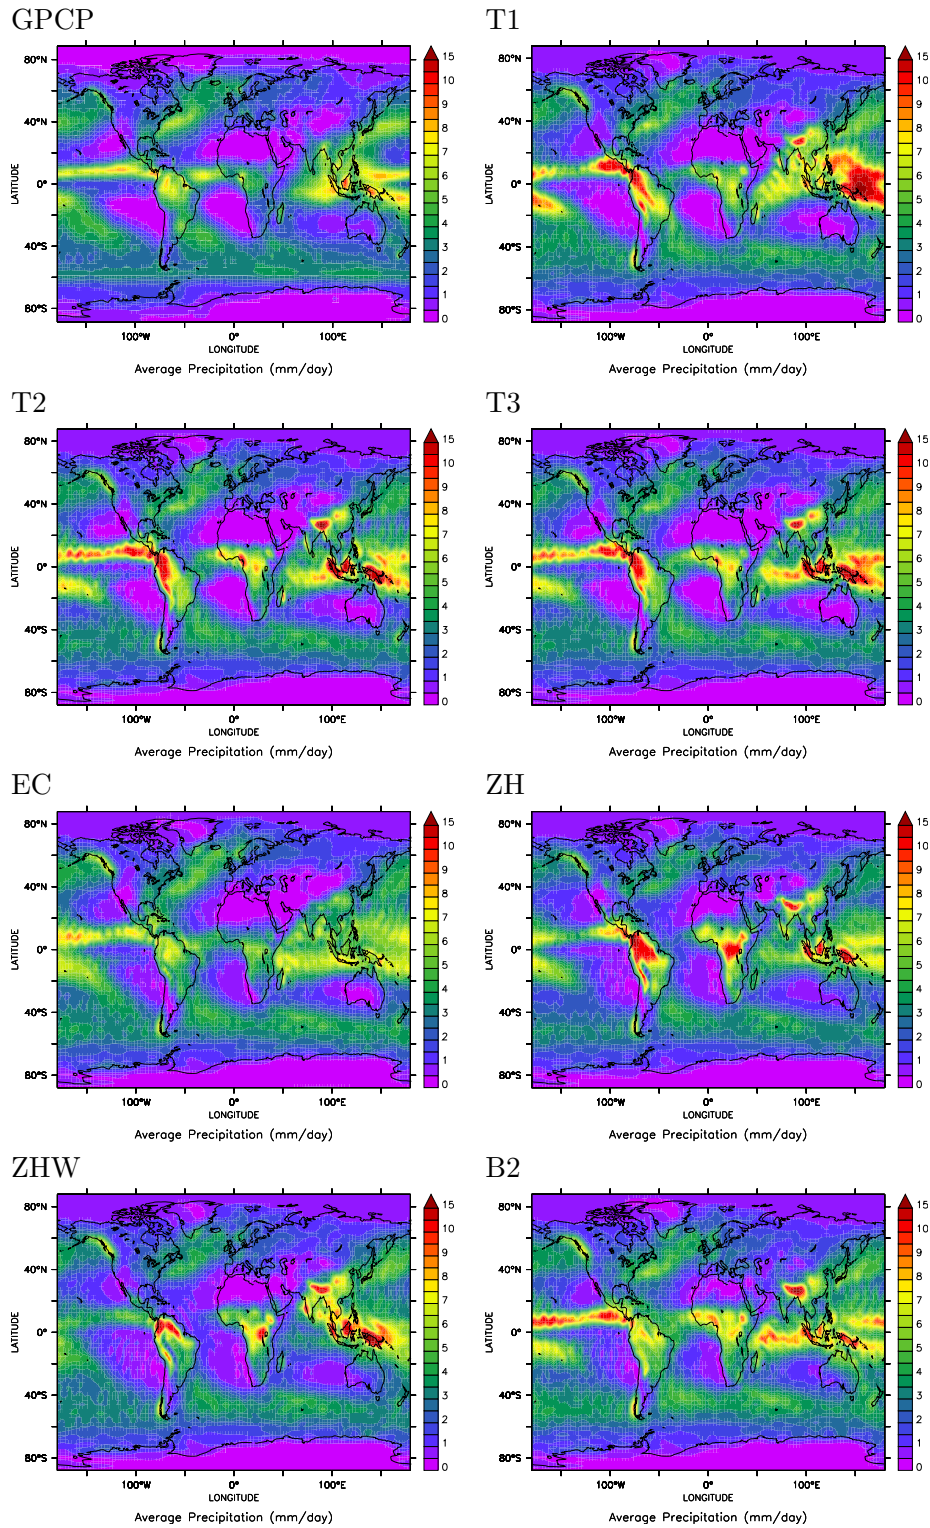 GPCP
T1
80°N
40°N
0°
40°S
80°S
LATITUDE
100°W
0°
100°E
LONGITUDE
Average Precipitation (mm/day)
15
10
9
8
7
6
5
4
3
2
1
0
80°N
40°N
0°
40°S
80°S
LATITUDE
100°W
0°
100°E
LONGITUDE
Average Precipitation (mm/day)
15
10
9
8
7
6
5
4
3
2
1
0
T2
T3
80°N
40°N
0°
40°S
80°S
LATITUDE
100°W
0°
100°E
LONGITUDE
Average Precipitation (mm/day)
15
10
9
8
7
6
5
4
3
2
1
0
80°N
40°N
0°
40°S
80°S
LATITUDE
100°W
0°
100°E
LONGITUDE
Average Precipitation (mm/day)
15
10
9
8
7
6
5
4
3
2
1
0
EC
ZH
80°N
40°N
0°
40°S
80°S
LATITUDE
100°W
0°
100°E
LONGITUDE
Average Precipitation (mm/day)
15
10
9
8
7
6
5
4
3
2
1
0
80°N
40°N
0°
40°S
80°S
LATITUDE
100°W
0°
100°E
LONGITUDE
Average Precipitation (mm/day)
15
10
9
8
7
6
5
4
3
2
1
0
ZHW
B2
80°N
40°N
0°
40°S
80°S
LATITUDE
100°W
0°
100°E
LONGITUDE
Average Precipitation (mm/day)
15
10
9
8
7
6
5
4
3
2
1
0
80°N
40°N
0°
40°S
80°S
LATITUDE
100°W
0°
100°E
LONGITUDE
Average Precipitation (mm/day)
15
10
9
8
7
6
5
4
3
2
1
0